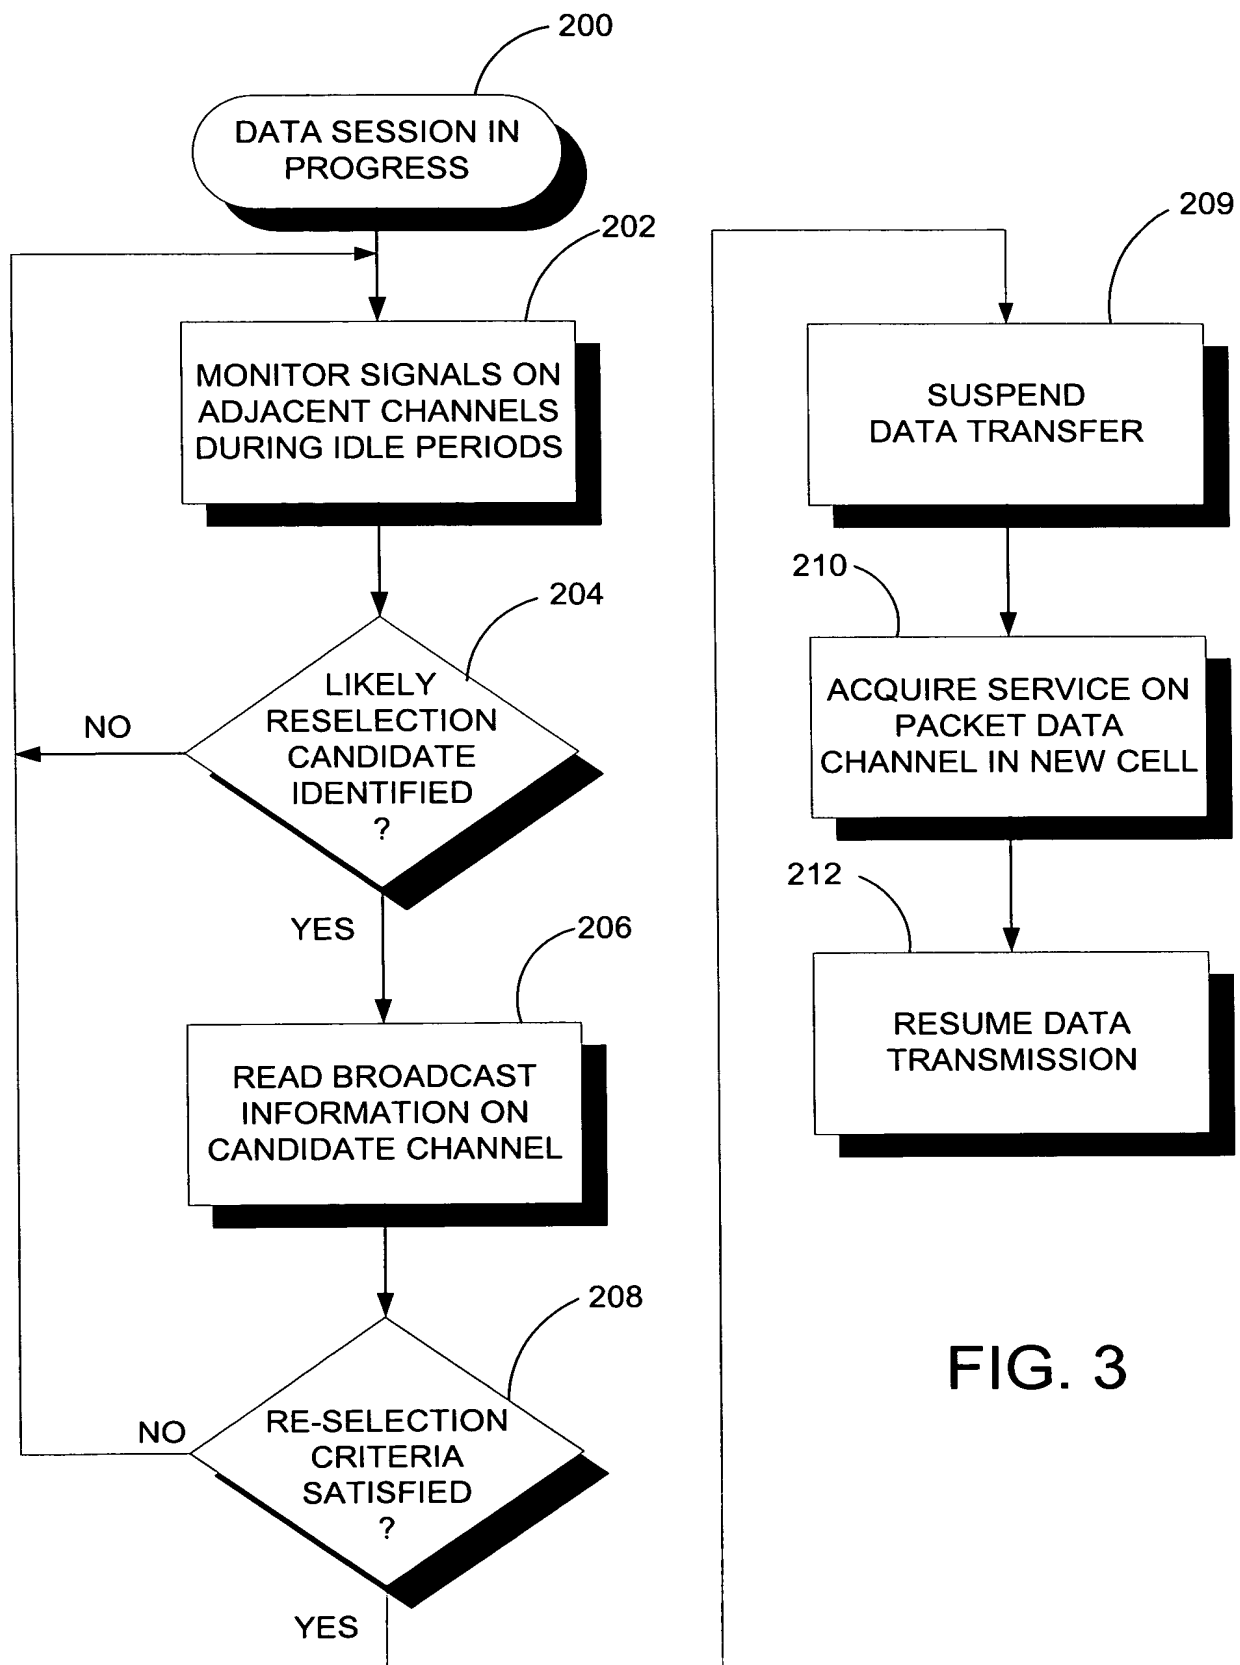 200
DATA SESSION IN
PROGRESS
202
MONITOR SIGNALS ON
ADJACENT CHANNELS
DURING IDLE PERIODS
204
LIKELY
RESELECTION
CANDIDATE
IDENTIFIED
?
NO
YES
206
READ BROADCAST
INFORMATION ON
CANDIDATE CHANNEL
208
RE-SELECTION
CRITERIA
SATISFIED
?
NO
YES
209
SUSPEND
DATA TRANSFER
210
ACQUIRE SERVICE ON
PACKET DATA
CHANNEL IN NEW CELL
212
RESUME DATA
TRANSMISSION
FIG. 3